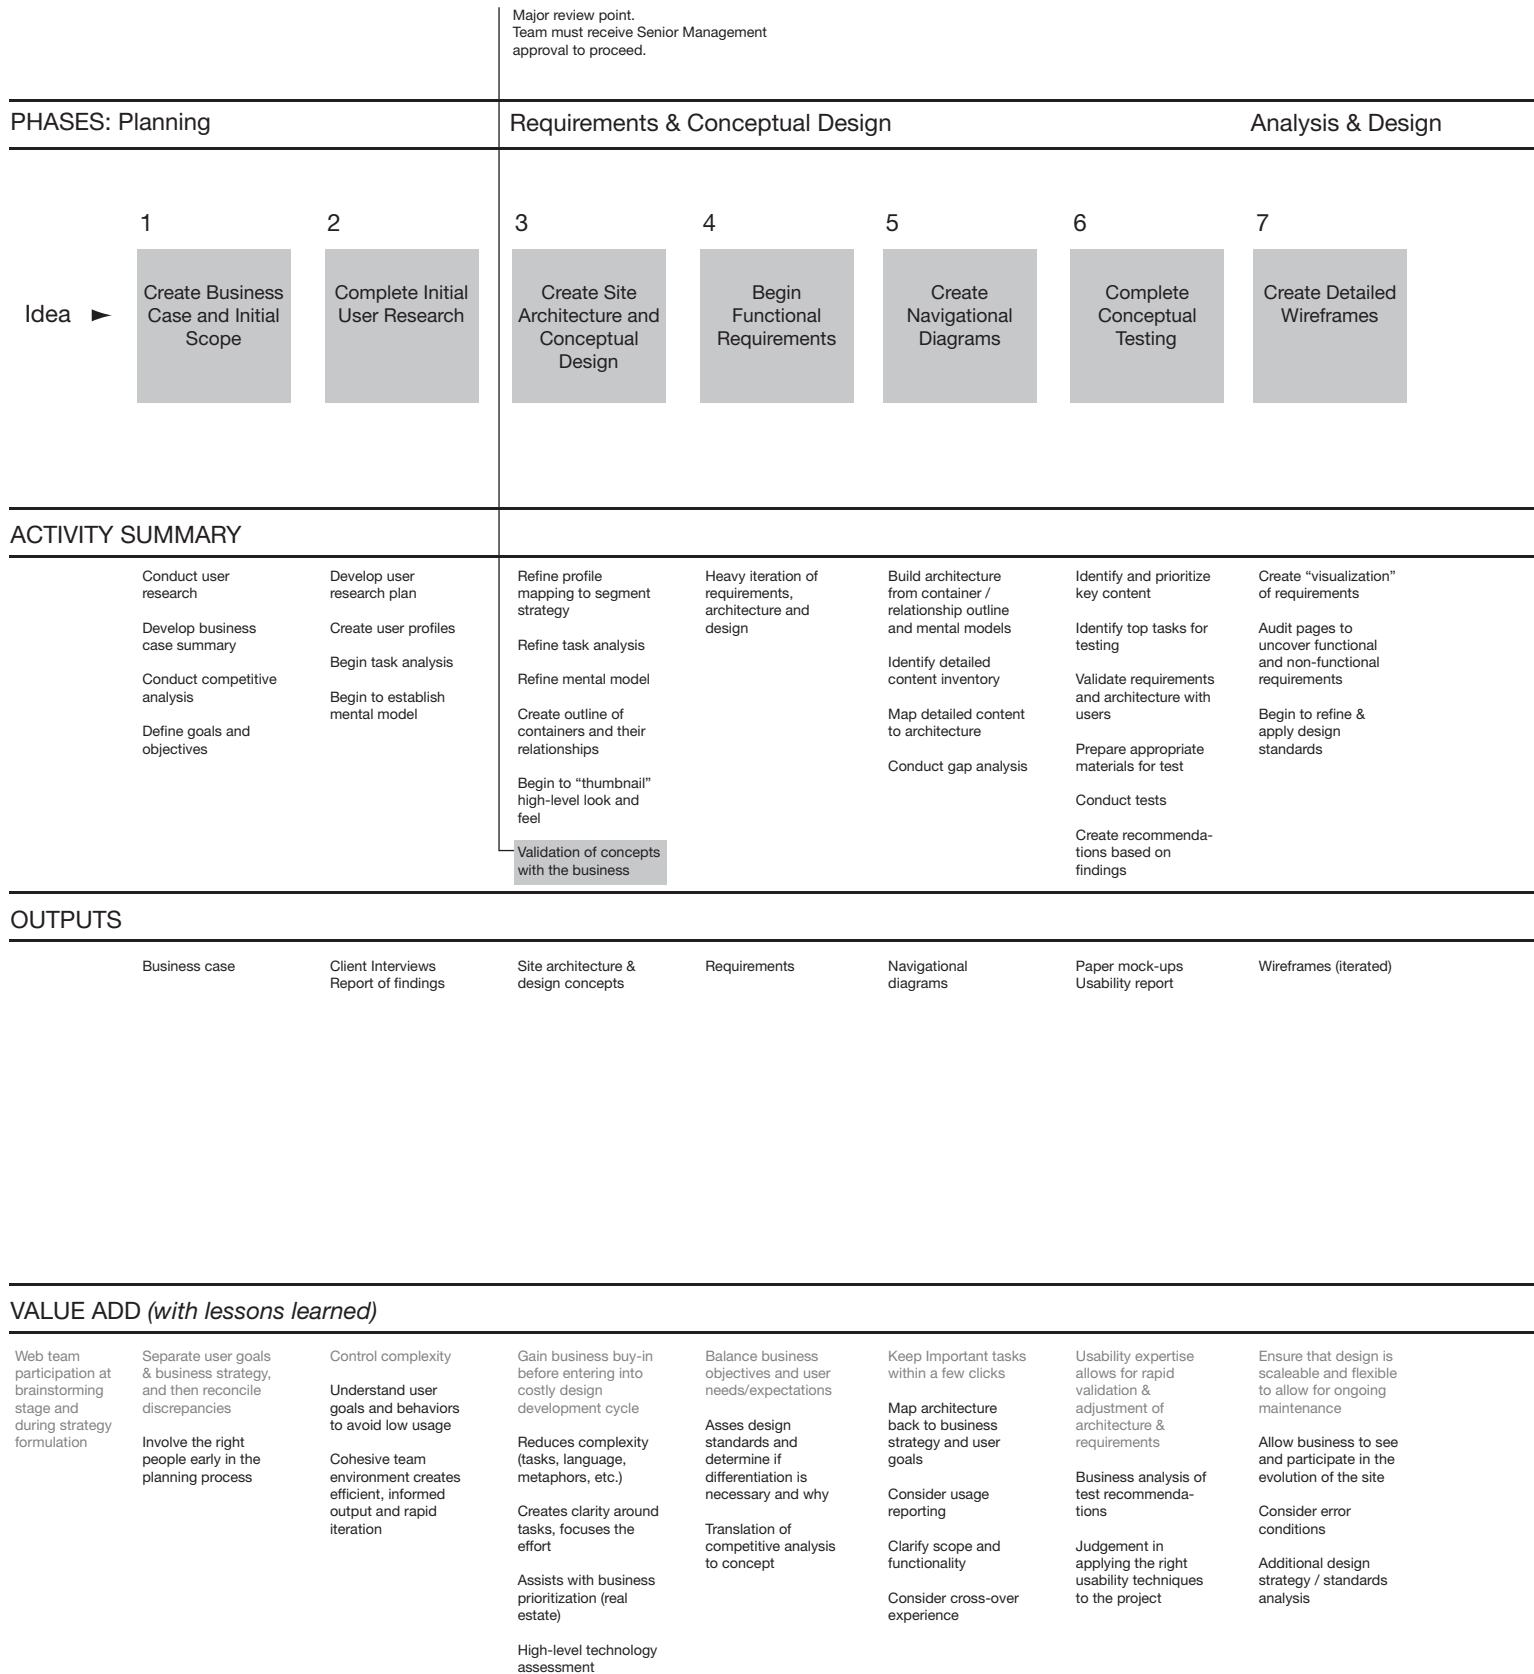 Major review point.
Team must receive Senior Management
approval to proceed.
PHASES: Planning
Requirements & Conceptual Design
Analysis & Design
Idea ►
1
Create Business
Case and Initial
Scope
2
Complete Initial
User Research
3
Create Site
Architecture and
Conceptual
Design
4
Begin
Functional
Requirements
5
Create
Navigational
Diagrams
6
Complete
Conceptual
Testing
7
Create Detailed
Wireframes
ACTIVITY SUMMARY
Conduct user
research
Develop business
case summary
Conduct competitive
analysis
Define goals and
objectives
Develop user
research plan
Create user profiles
Begin task analysis
Begin to establish
mental model
Refine profile
mapping to segment
strategy
Refine task analysis
Refine mental model
Create outline of
containers and their
relationships
Begin to “thumbnail”
high-level look and
feel
Validation of concepts
with the business
Heavy iteration of
requirements,
architecture and
design
Build architecture
from container /
relationship outline
and mental models
Identify detailed
content inventory
Map detailed content
to architecture
Conduct gap analysis
Identify and prioritize
key content
Identify top tasks for
testing
Validate requirements
and architecture with
users
Prepare appropriate
materials for test
Conduct tests
Create recommenda-
tions based on
findings
Create “visualization”
of requirements
Audit pages to
uncover functional
and non-functional
requirements
Begin to refine &
apply design
standards
OUTPUTS
Business case
Client Interviews
Report of findings
Site architecture &
design concepts
Requirements
Navigational
diagrams
Paper mock-ups
Usability report
Wireframes (iterated)
VALUE ADD (with lessons learned)
Web team
participation at
brainstorming
stage and
during strategy
formulation
Separate user goals
& business strategy,
and then reconcile
discrepancies
Involve the right
people early in the
planning process
Control complexity
Understand user
goals and behaviors
to avoid low usage
Cohesive team
environment creates
efficient, informed
output and rapid
iteration
Gain business buy-in
before entering into
costly design
development cycle
Reduces complexity
(tasks, language,
metaphors, etc.)
Creates clarity around
tasks, focuses the
effort
Assists with business
prioritization (real
estate)
High-level technology
assessment
Balance business
objectives and user
needs/expectations
Asses design
standards and
determine if
differentiation is
necessary and why
Translation of
competitive analysis
to concept
Keep Important tasks
within a few clicks
Map architecture
back to business
strategy and user
goals
Consider usage
reporting
Clarify scope and
functionality
Consider cross-over
experience
Usability expertise
allows for rapid
validation &
adjustment of
architecture &
requirements
Business analysis of
test recommenda-
tions
Judgement in
applying the right
usability techniques
to the project
Ensure that design is
scaleable and flexible
to allow for ongoing
maintenance
Allow business to see
and participate in the
evolution of the site
Consider error
conditions
Additional design
strategy / standards
analysis